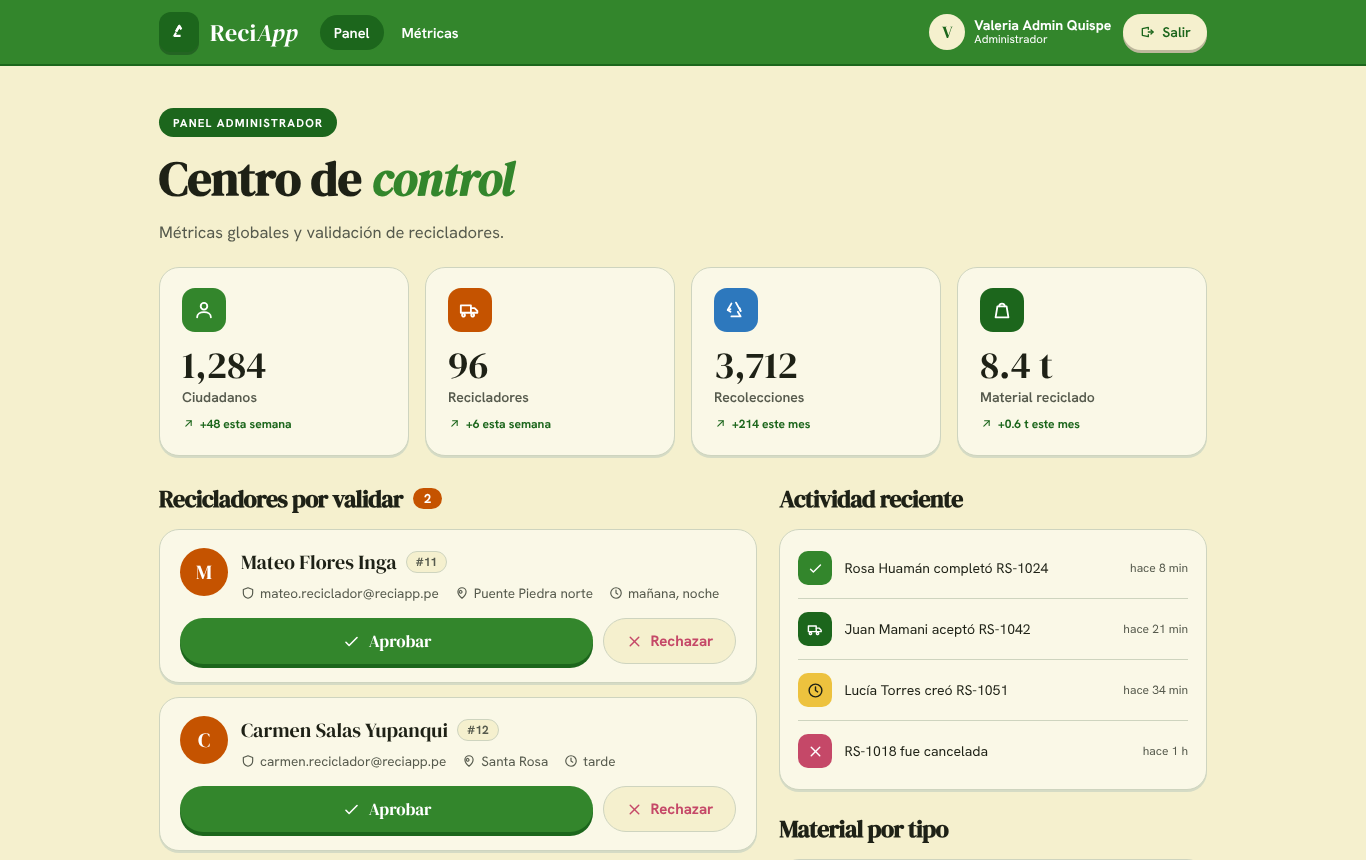 ReciApp
Panel
Métricas
V
Valeria Admin Quispe
Administrador
Salir
PANEL ADMINISTRADOR
Centro de control
Métricas globales y validación de recicladores.
1,284
Ciudadanos
+48 esta semana
96
Recicladores
+6 esta semana
3,712
Recolecciones
+214 este mes
8.4 t
Material reciclado
+0.6 t este mes
Recicladores por validar 2
M
Mateo Flores Inga #11
mateo.reciclador@reciapp.pe Puente Piedra norte mañana, noche
Aprobar Rechazar
C
Carmen Salas Yupanqui #12
carmen.reciclador@reciapp.pe Santa Rosa tarde
Aprobar Rechazar
Actividad reciente
Rosa Huamán completó RS-1024 hace 8 min
Juan Mamani aceptó RS-1042 hace 21 min
Lucía Torres creó RS-1051 hace 34 min
RS-1018 fue cancelada hace 1 h
Material por tipo